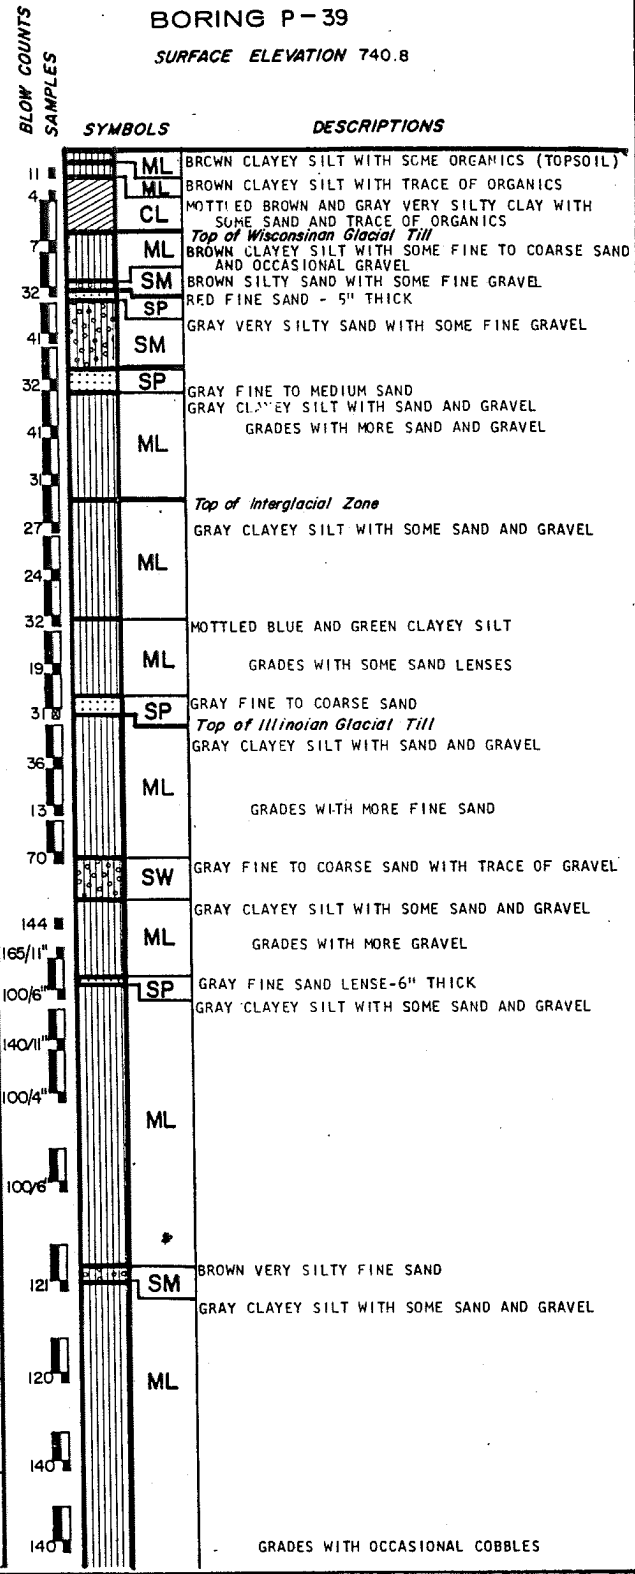 BORING P-39
SURFACE ELEVATION 740.8
BLOW COUNTS
SAMPLES
SYMBOLS DESCRIPTIONS
ML BROWN CLAYEY SILT WITH SOME ORGANICS (TOPSOIL)
11
ML BROWN CLAYEY SILT WITH TRACE OF ORGANICS
4
CL MOTTLED BROWN AND GRAY VERY SILTY CLAY WITH
SOME SAND AND TRACE OF ORGANICS
Top of Wisconsinan Glacial Till
7 ML BROWN CLAYEY SILT WITH SOME FINE TO COARSE SAND
AND OCCASIONAL GRAVEL
SM BROWN SILTY SAND WITH SOME FINE GRAVEL
32
SP RED FINE SAND - 5" THICK
GRAY VERY SILTY SAND WITH SOME FINE GRAVEL
41
SM
32 SP
GRAY FINE TO MEDIUM SAND
GRAY CLAYEY SILT WITH SAND AND GRAVEL
41 GRADES WITH MORE SAND AND GRAVEL
ML
31
Top of Interglacial Zone
27 GRAY CLAYEY SILT WITH SOME SAND AND GRAVEL
ML
24
32
MOTTLED BLUE AND GREEN CLAYEY SILT
19 ML GRADES WITH SOME SAND LENSES
GRAY FINE TO COARSE SAND
31 SP
Top of Illinoian Glacial Till
GRAY CLAYEY SILT WITH SAND AND GRAVEL
36
ML
13 GRADES WITH MORE FINE SAND
70
SW GRAY FINE TO COARSE SAND WITH TRACE OF GRAVEL
GRAY CLAYEY SILT WITH SOME SAND AND GRAVEL
144
ML GRADES WITH MORE GRAVEL
165/11"
SP GRAY FINE SAND LENSE-6" THICK
100/6"
GRAY CLAYEY SILT WITH SOME SAND AND GRAVEL
140/11"
100/4"
ML
100/6"
BROWN VERY SILTY FINE SAND
121 SM
GRAY CLAYEY SILT WITH SOME SAND AND GRAVEL
120 ML
140
140 GRADES WITH OCCASIONAL COBBLES